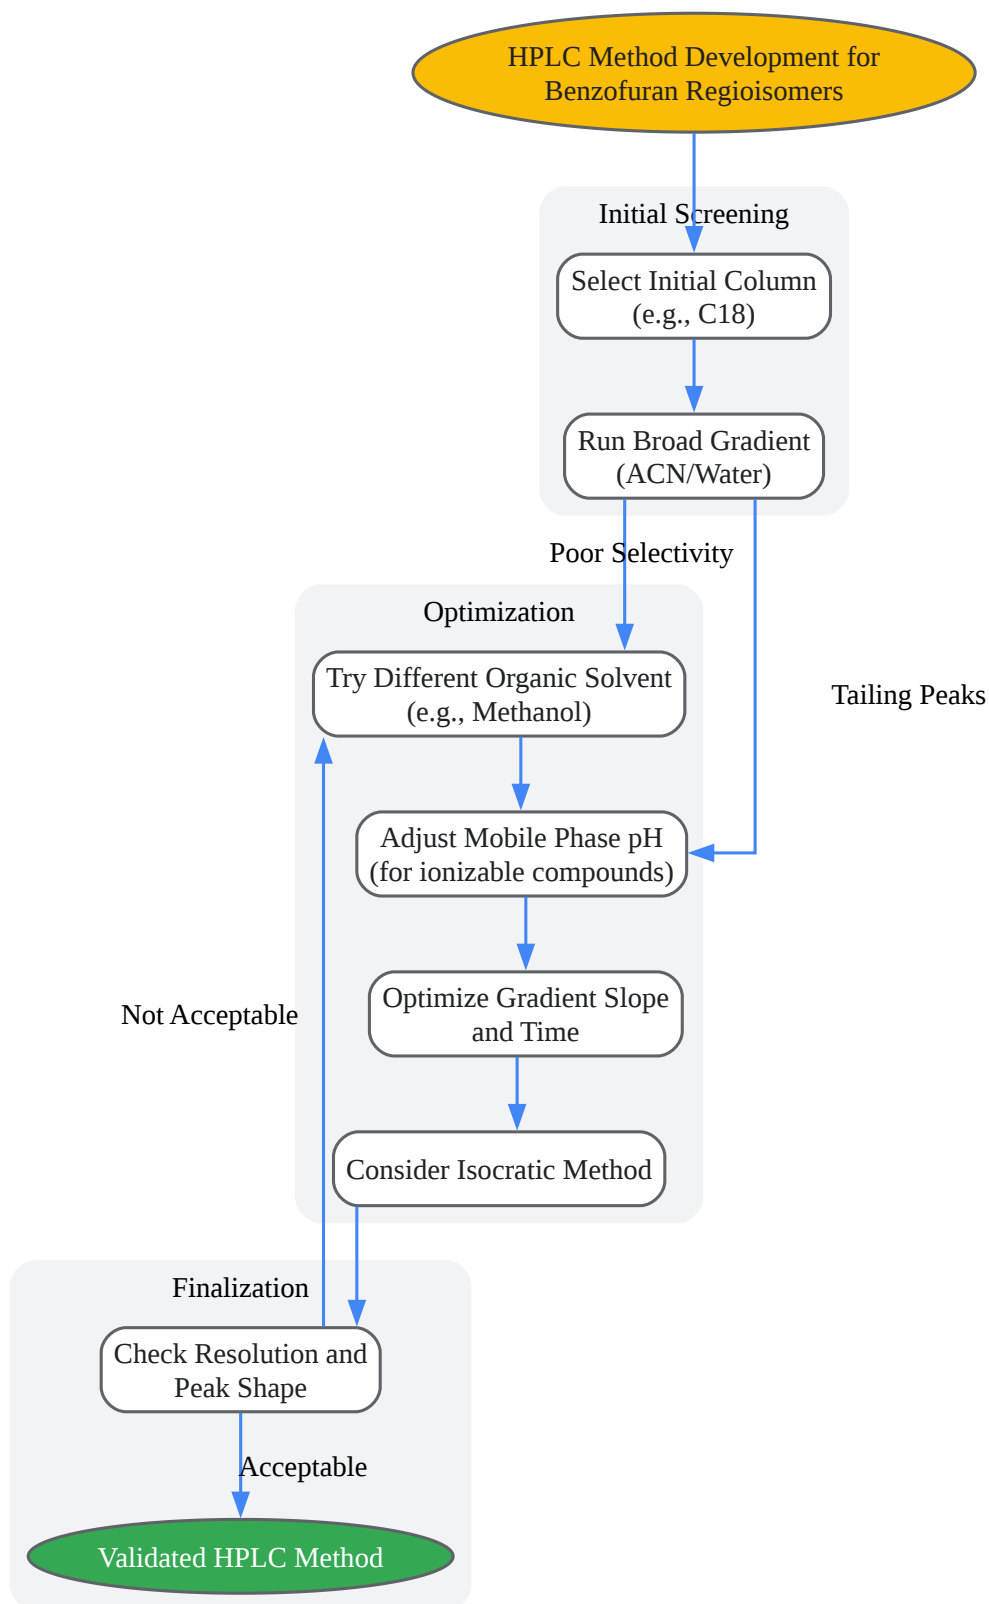 HPLC Method Development for
Benzofuran Regioisomers
Initial Screening
Select Initial Column
(e.g., C18)
Run Broad Gradient
(ACN/Water)
Poor Selectivity
Optimization
Try Different Organic Solvent
(e.g., Methanol)
Tailing Peaks
Adjust Mobile Phase pH
(for ionizable compounds)
Optimize Gradient Slope
and Time
Not Acceptable
Consider Isocratic Method
Finalization
Check Resolution and
Peak Shape
Acceptable
Validated HPLC Method